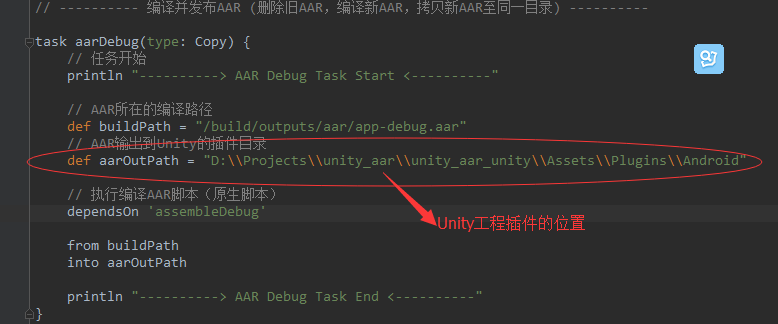 // ---------- 编译并发布AAR (删除旧AAR，编译新AAR，拷贝新AAR至同一目录) ----------
task aarDebug(type: Copy) {
// 任务开始
println "----------> AAR Debug Task Start <----------"
// AAR所在的编译路径
def buildPath = "/build/outputs/aar/app-debug.aar"
// AAR输出到Unity的插件目录
def aarOutPath = "D:\\Projects\\unity_aar\\unity_aar_unity\\Assets\\Plugins\\Android"
// 执行编译AAR脚本（原生脚本）
dependsOn 'assembleDebug'
Unity工程插件的位置
from buildPath
into aarOutPath
println "----------> AAR Debug Task End <----------"
}